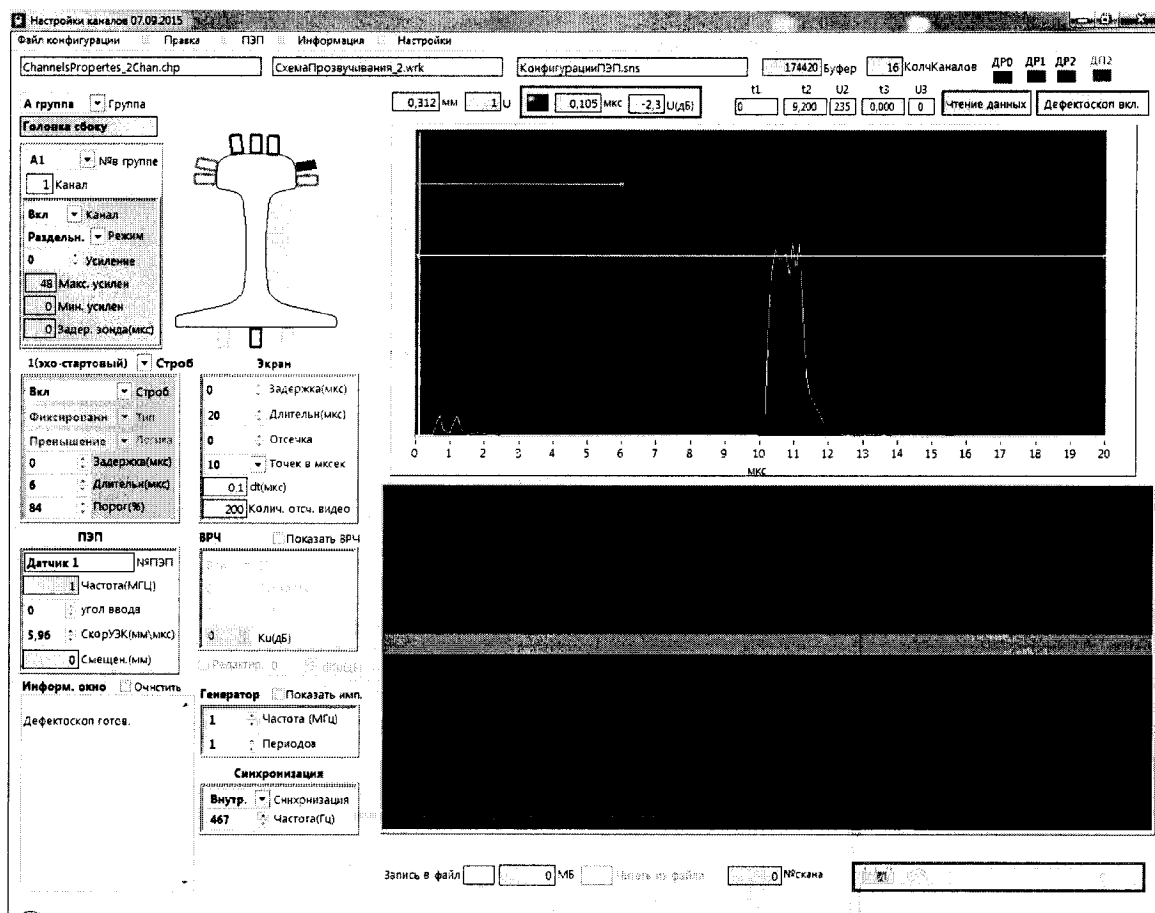 Настройки каналов 07.09.2015
Файл конфигурации Правка ПЭП Информация Настройки
ChannelsPropertes_2Chan.chp СхемаПрозвучывания_2.wrk КонфигурацииПЭП.sns 174420 Буфер 16 КолчКаналов ДР0 ДР1 ДР2 ДП2
А группа Группа 0,312 мм 1 U 0,105 мкс -2,3 U(дБ)
t1 t2 U2 t3 U3
0 9,200 235 0,000 0 Чтение данных Дефектоскоп вкл.
Головка сбоку
А1 №в группе
1 Канал
Вкл Канал
Раздельн. Режим
0 Усиление
48 Макс. усилен
0 Мин. усилен
0 Задер. зонда(мкс)
0 1 2 3 4 5 6 7 8 9 10 11 12 13 14 15 16 17 18 19 20
мкс
1(эхо-стартовый) Строб
Вкл Строб
Фиксированн Тип
Превышение Логика
0 Задержка(мкс)
6 Длительн(мкс)
84 Порог(%)
Экран
0 Задержка(мкс)
20 Длительн(мкс)
0 Отсечка
10 Точек в мксек
0,1 dt(мкс)
200 Колич. отсч. видео
ПЭП
Датчик 1 №ПЭП
1 Частота(МГЦ)
0 угол ввода
5,96 СкорУЗК(мм\мкс)
0 Смещен.(мм)
ВРЧ Показать ВРЧ
0 Ku(дБ)
Редактир. 0
Информ. окно Очистить
Дефектоскоп готов.
Генератор Показать имп.
1 Частота (МГц)
1 Периодов
Синхронизация
Внутр. Синхронизация
467 Частота(Гц)
Запись в файл 0 МБ Читать из файла 0 №скана